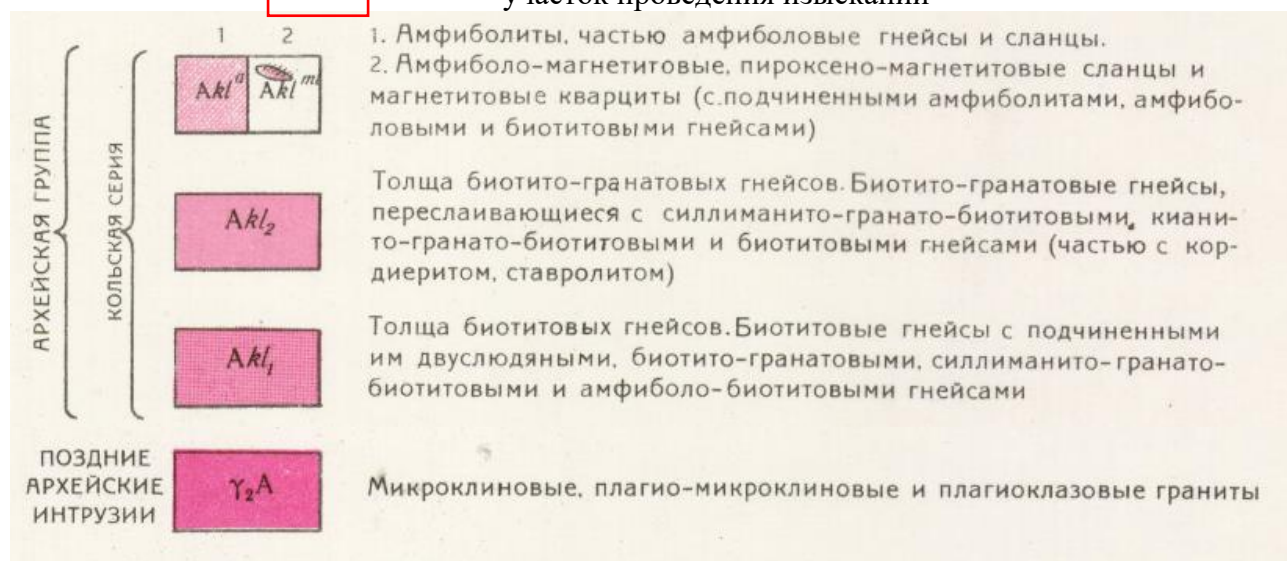 участок проведения изысканий
1 2
1. Амфиболиты, частью амфиболовые гнейсы и сланцы.
Akl^a Akl^mt
2. Амфиболо-магнетитовые, пироксено-магнетитовые сланцы и
магнетитовые кварциты (с.подчиненными амфиболитами, амфибо-
ловыми и биотитовыми гнейсами)
АРХЕЙСКАЯ ГРУППА
КОЛЬСКАЯ СЕРИЯ
Akl₂
Толща биотито-гранатовых гнейсов. Биотито-гранатовые гнейсы,
переслаивающиеся с силлиманито-гранато-биотитовыми, киани-
то-гранато-биотитовыми и биотитовыми гнейсами (частью с кор-
диеритом, ставролитом)
Akl₁
Толща биотитовых гнейсов. Биотитовые гнейсы с подчиненными
им двуслюдяными, биотито-гранатовыми, силлиманито-гранато-
биотитовыми и амфиболо-биотитовыми гнейсами
ПОЗДНИЕ
АРХЕЙСКИЕ
ИНТРУЗИИ
γ₂A
Микроклиновые, плагио-микроклиновые и плагиоклазовые граниты